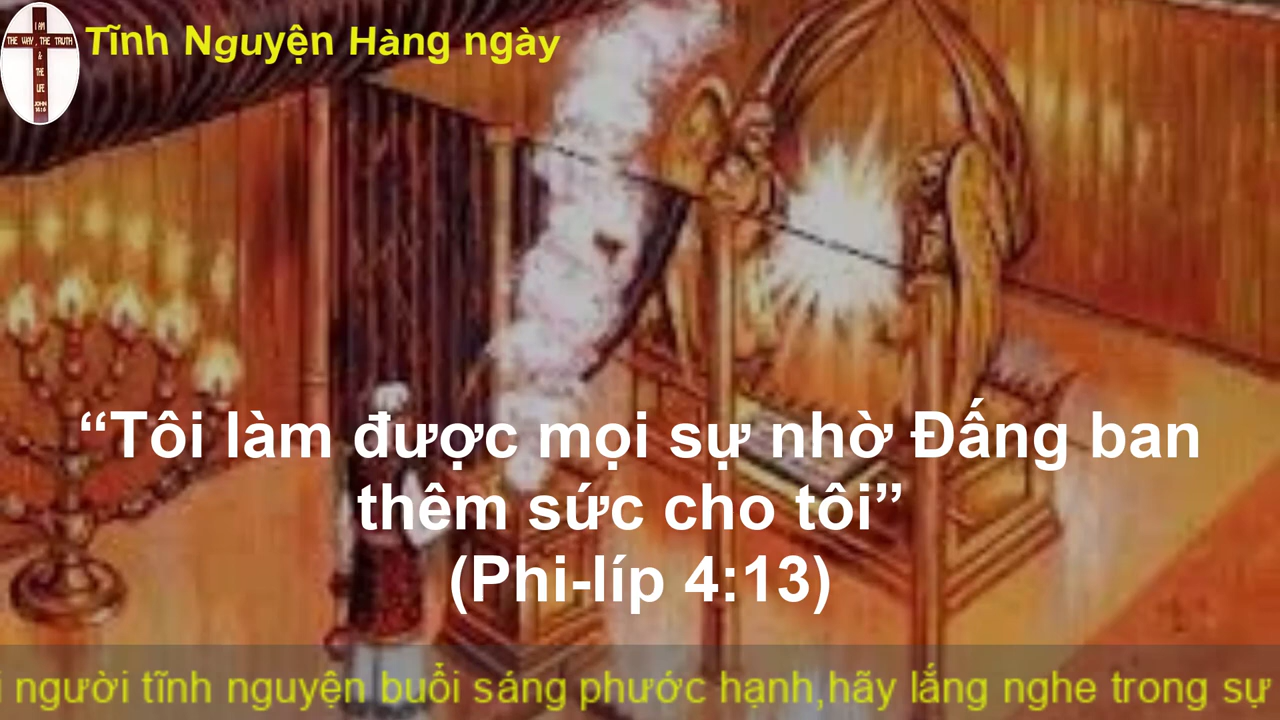 I AM
THE WAY, THE TRUTH
&
THE
LIFE
JOHN
Tĩnh Nguyện Hàng ngày
“Tôi làm được mọi sự nhờ Đấng ban
thêm sức cho tôi”
(Phi-líp 4:13)
người tĩnh nguyện buổi sáng phước hạnh,hãy lắng nghe trong sự